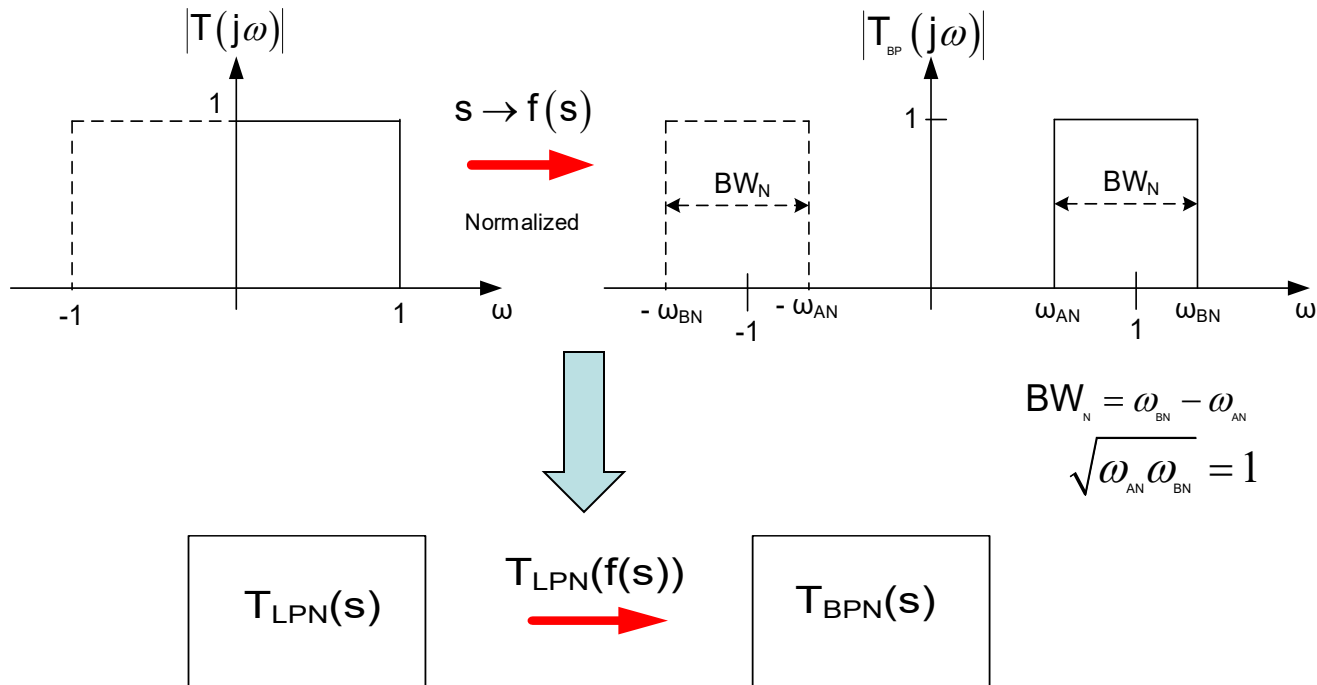 |T(jω)|
1
-1
1
ω
s → f(s)
Normalized
|T_BP(jω)|
1
BW_N
BW_N
- ω_BN
-1
- ω_AN
ω_AN
1
ω_BN
ω
BW_N = ω_BN − ω_AN
√(ω_AN ω_BN) = 1
T_LPN(s)
T_LPN(f(s))
T_BPN(s)